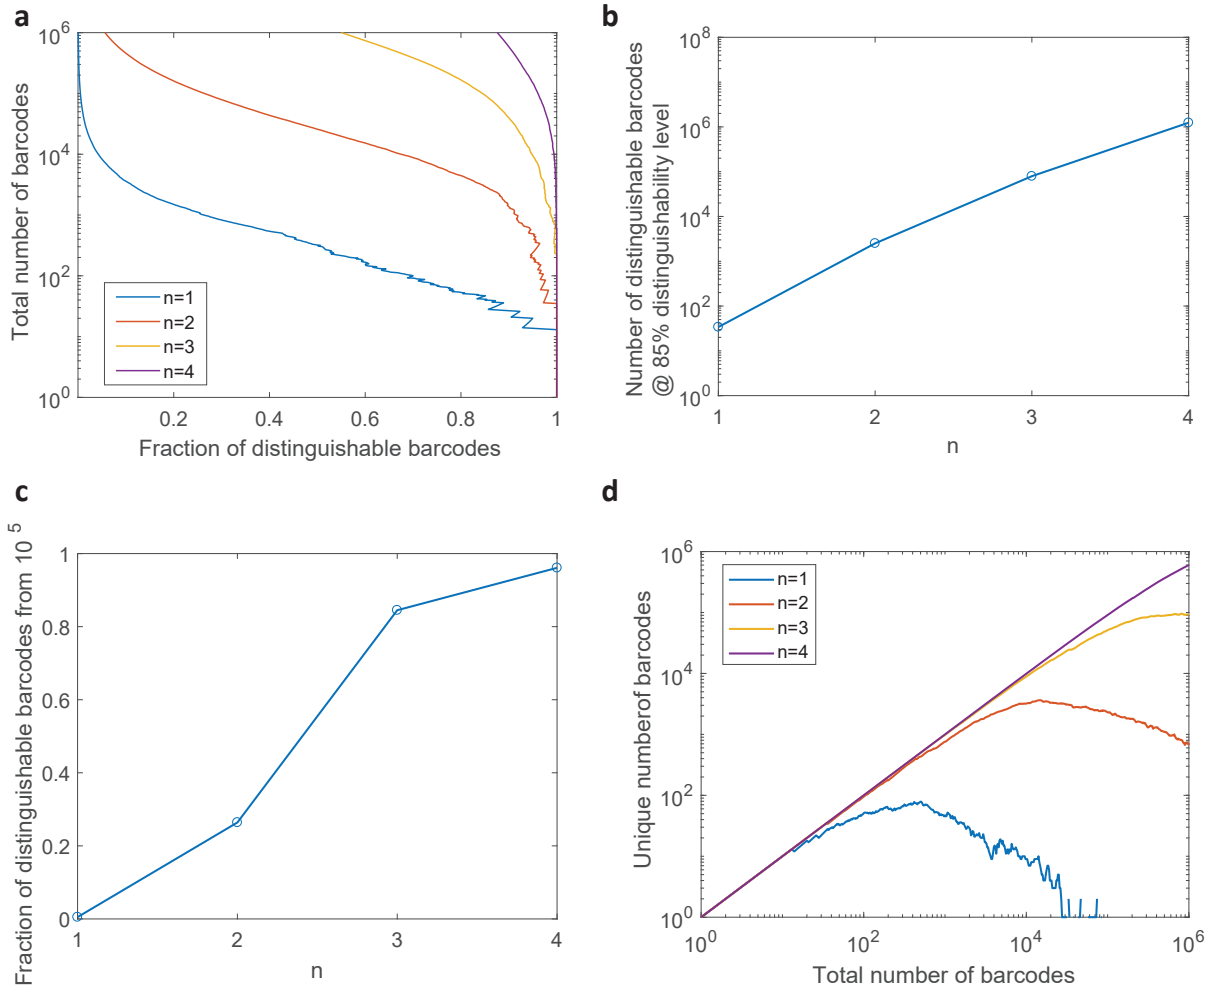 a
10^6
10^4
10^2
10^0
Total number of barcodes
n=1
n=2
n=3
n=4
0.2
0.4
0.6
0.8
1
Fraction of distinguishable barcodes
b
10^8
10^6
10^4
10^2
10^0
Number of distinguishable barcodes
@ 85% distinguishability level
1
2
3
4
n
c
1
0.8
0.6
0.4
0.2
0
Fraction of distinguishable barcodes from 10^5
1
2
3
4
n
d
10^6
10^4
10^2
10^0
Unique numberof barcodes
n=1
n=2
n=3
n=4
10^0
10^2
10^4
10^6
Total number of barcodes